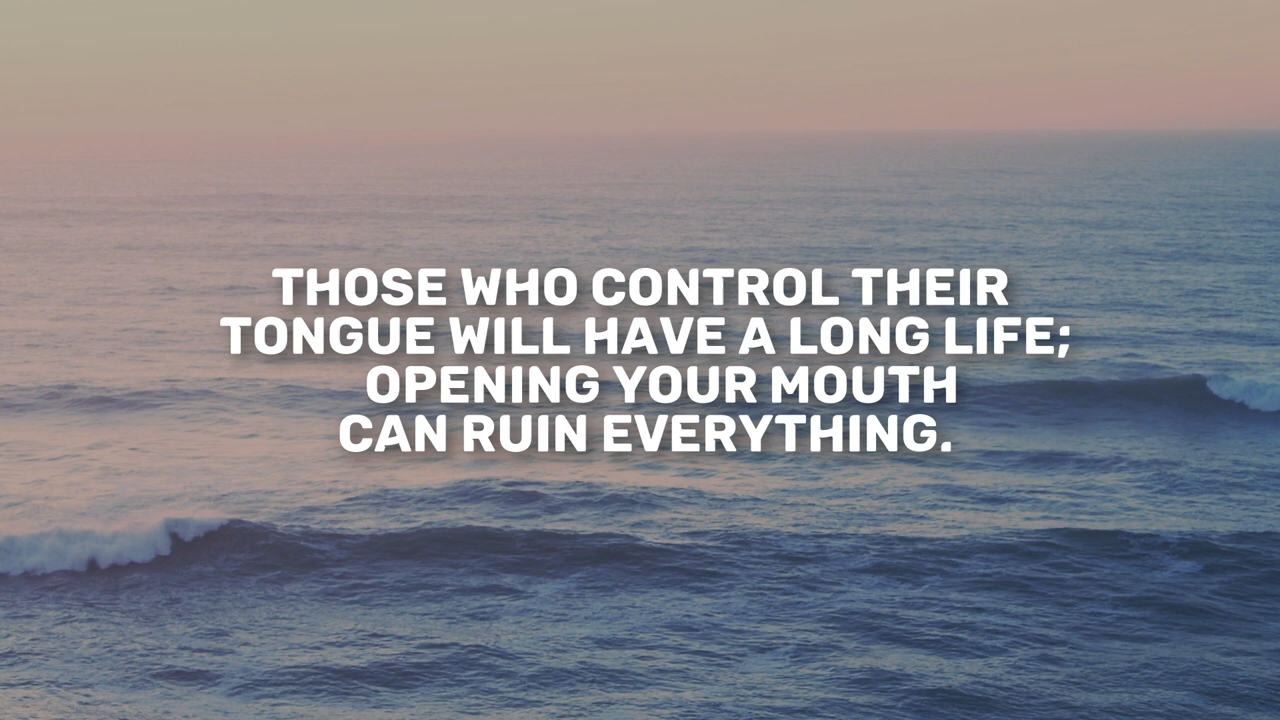 THOSE WHO CONTROL THEIR
TONGUE WILL HAVE A LONG LIFE;
OPENING YOUR MOUTH
CAN RUIN EVERYTHING.